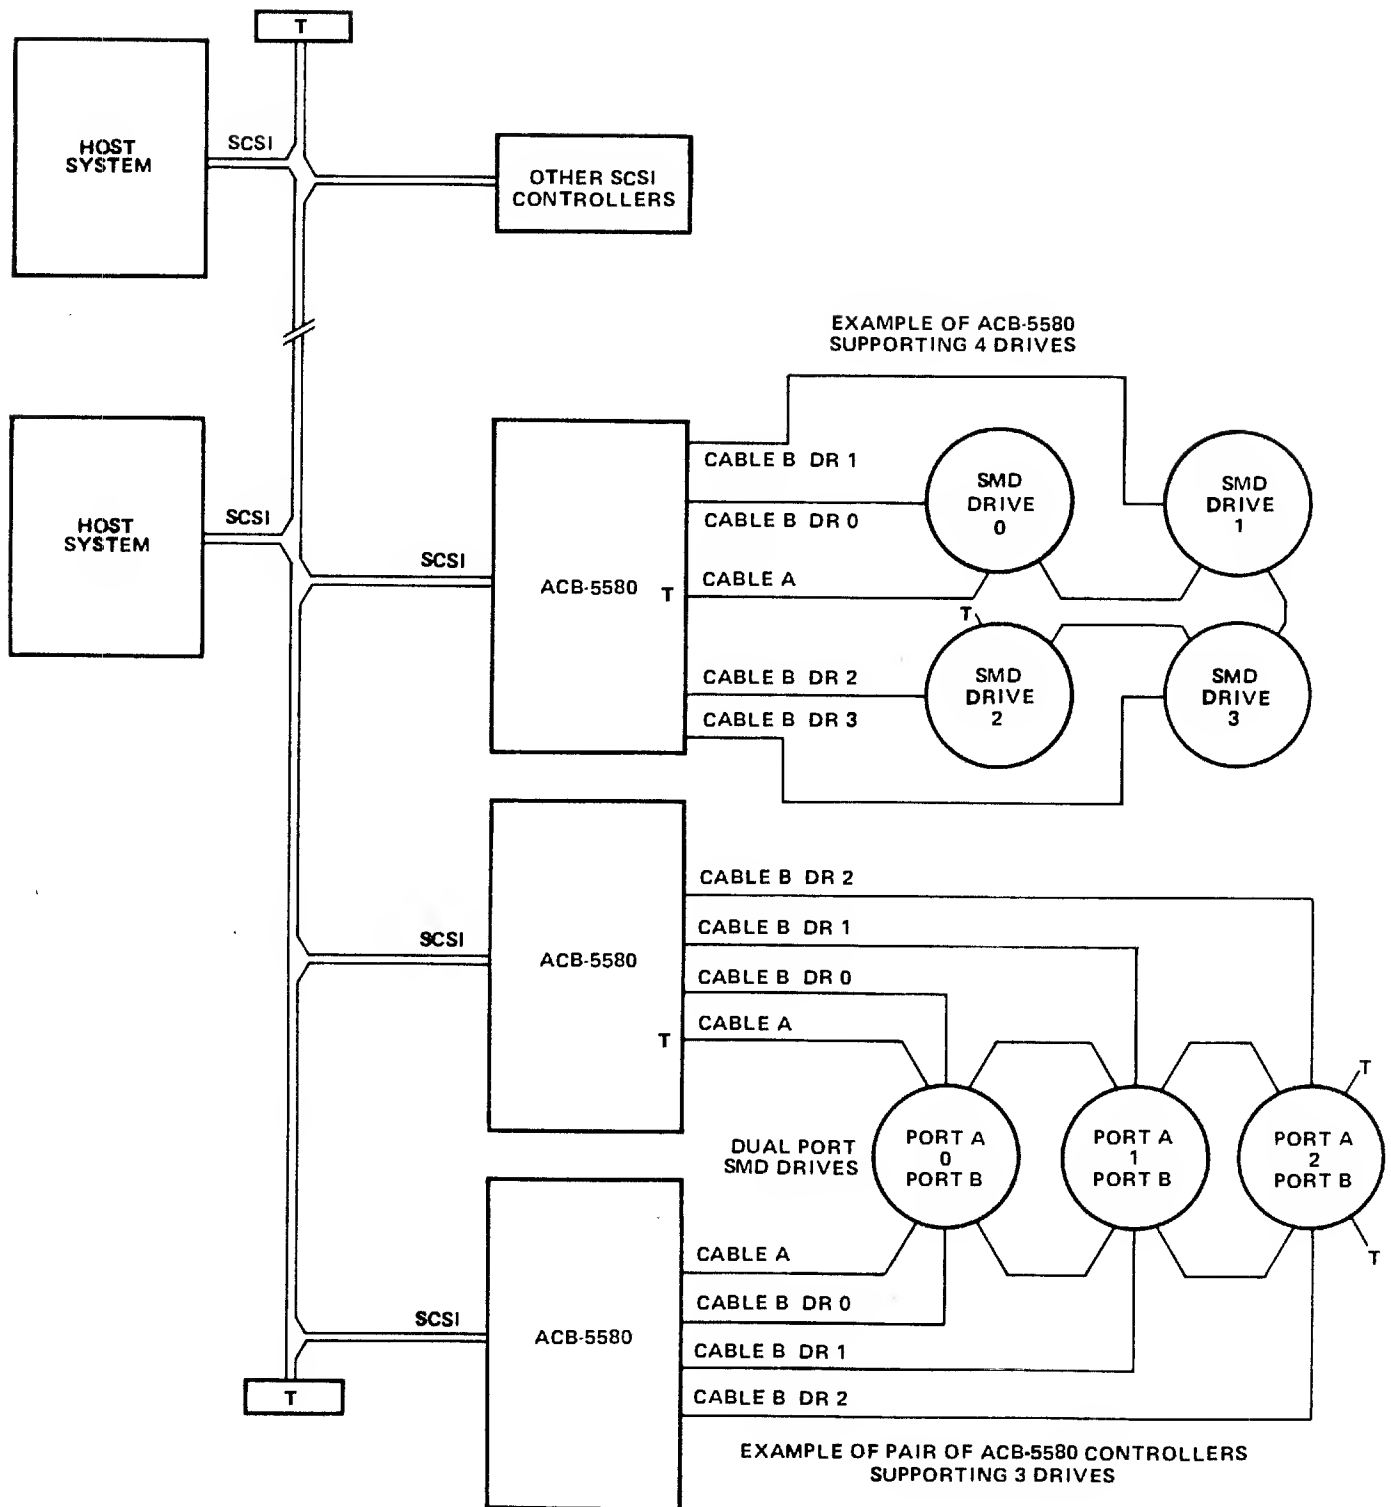 T
HOST
SYSTEM
SCSI
OTHER SCSI
CONTROLLERS
EXAMPLE OF ACB-5580
SUPPORTING 4 DRIVES
HOST
SYSTEM
SCSI
SCSI
ACB-5580
T
CABLE B DR 1
CABLE B DR 0
CABLE A
CABLE B DR 2
CABLE B DR 3
SMD
DRIVE
0
SMD
DRIVE
1
T
SMD
DRIVE
2
SMD
DRIVE
3
SCSI
ACB-5580
T
CABLE B DR 2
CABLE B DR 1
CABLE B DR 0
CABLE A
DUAL PORT
SMD DRIVES
PORT A
0
PORT B
PORT A
1
PORT B
PORT A
2
PORT B
T
T
SCSI
ACB-5580
CABLE A
CABLE B DR 0
CABLE B DR 1
CABLE B DR 2
T
EXAMPLE OF PAIR OF ACB-5580 CONTROLLERS
SUPPORTING 3 DRIVES